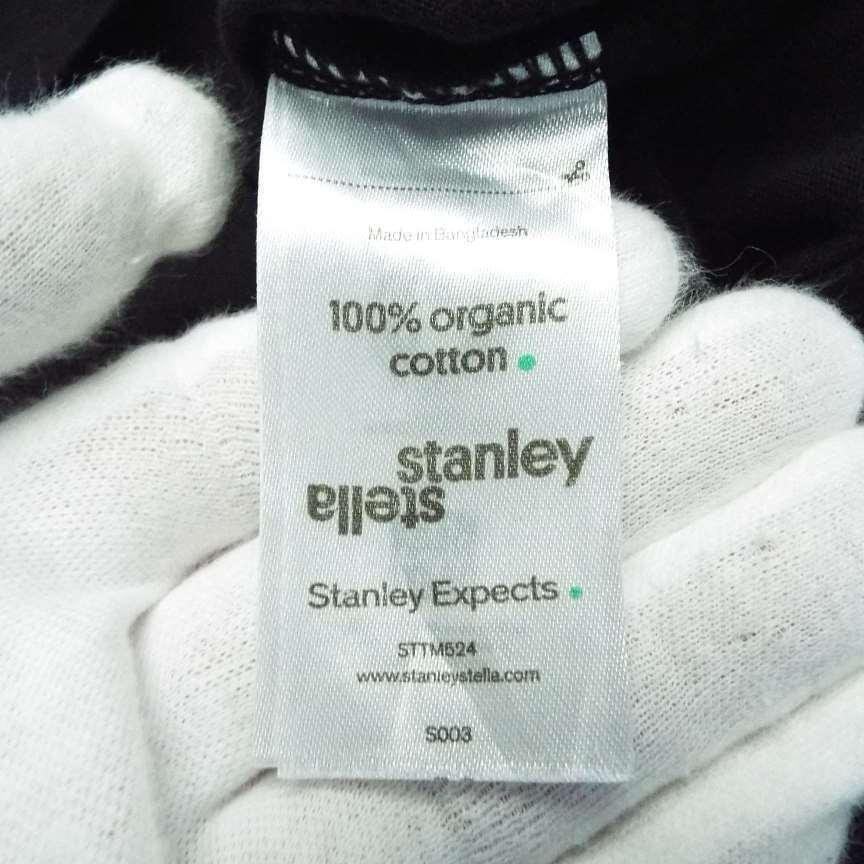 Made in Bangladesh
100% organic
cotton
stanley
stella
Stanley Expects
STTM524
www.stanleystella.com
S003